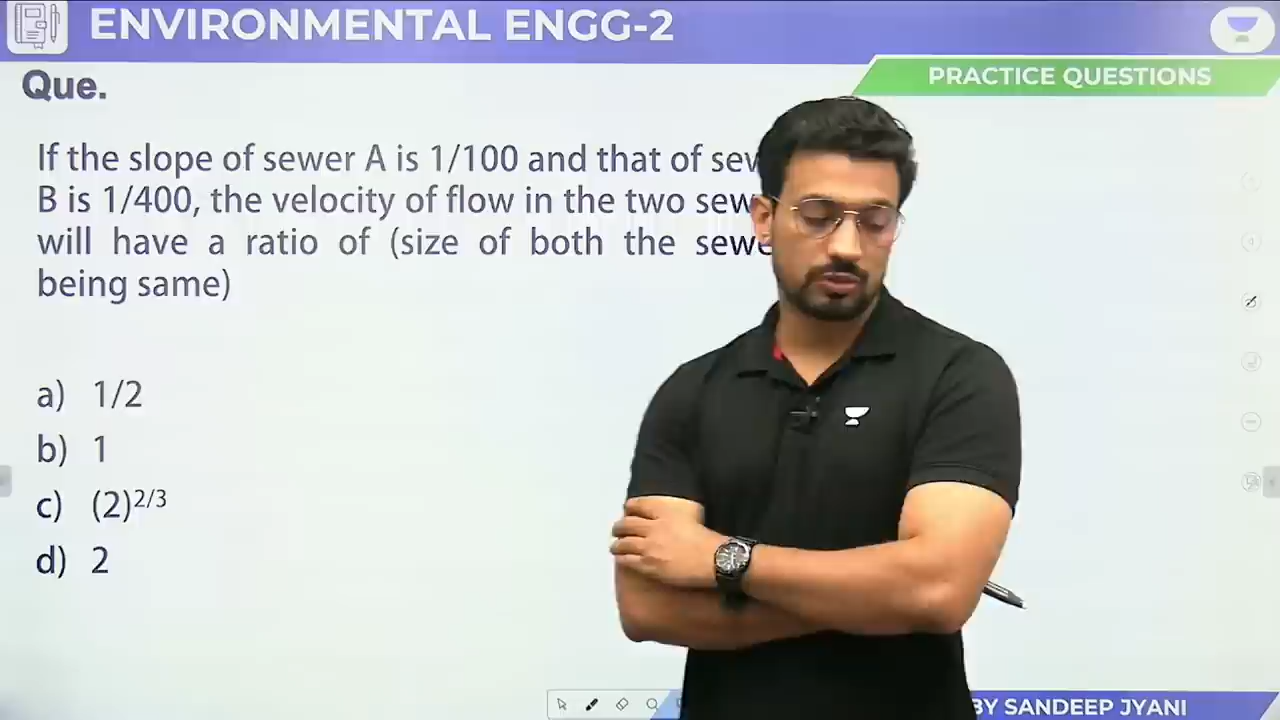 ENVIRONMENTAL ENGG-2
PRACTICE QUESTIONS
Que.
If the slope of sewer A is 1/100 and that of
B is 1/400, the velocity of flow in the two
will have a ratio of (size of both the
being same)
a) 1/2
b) 1
c) (2)^{2/3}
d) 2
BY SANDEEP JYANI